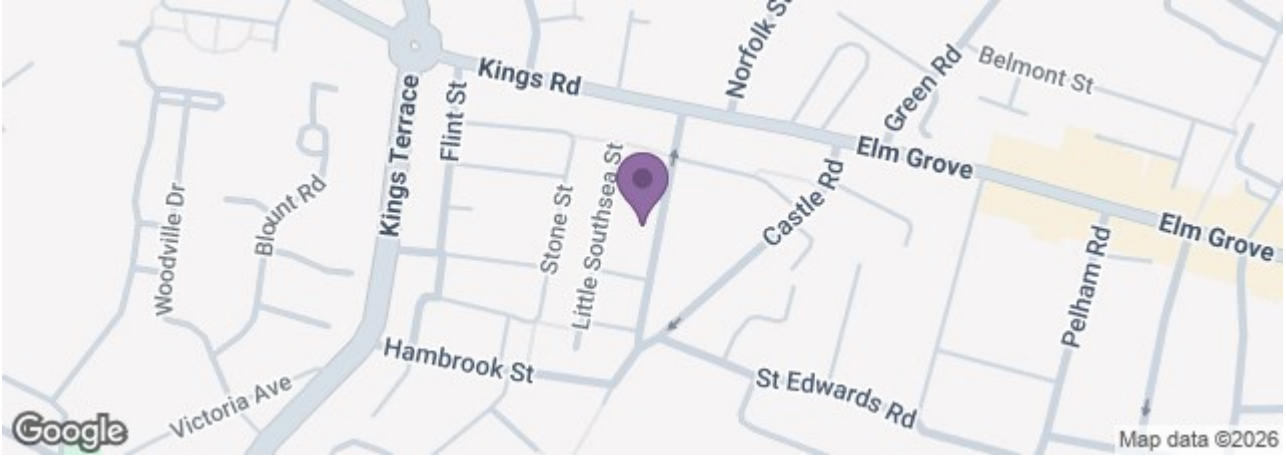 Norfolk S
Green Rd
Belmont St
Kings Rd
Kings Terrace
Flint St
Elm Grove
Castle Rd
Little Southsea St
Stone St
Blount Rd
Woodville Dr
Elm Grove
Pelham Rd
Hambrook St
St Edwards Rd
Victoria Ave
Google
Map data ©2026